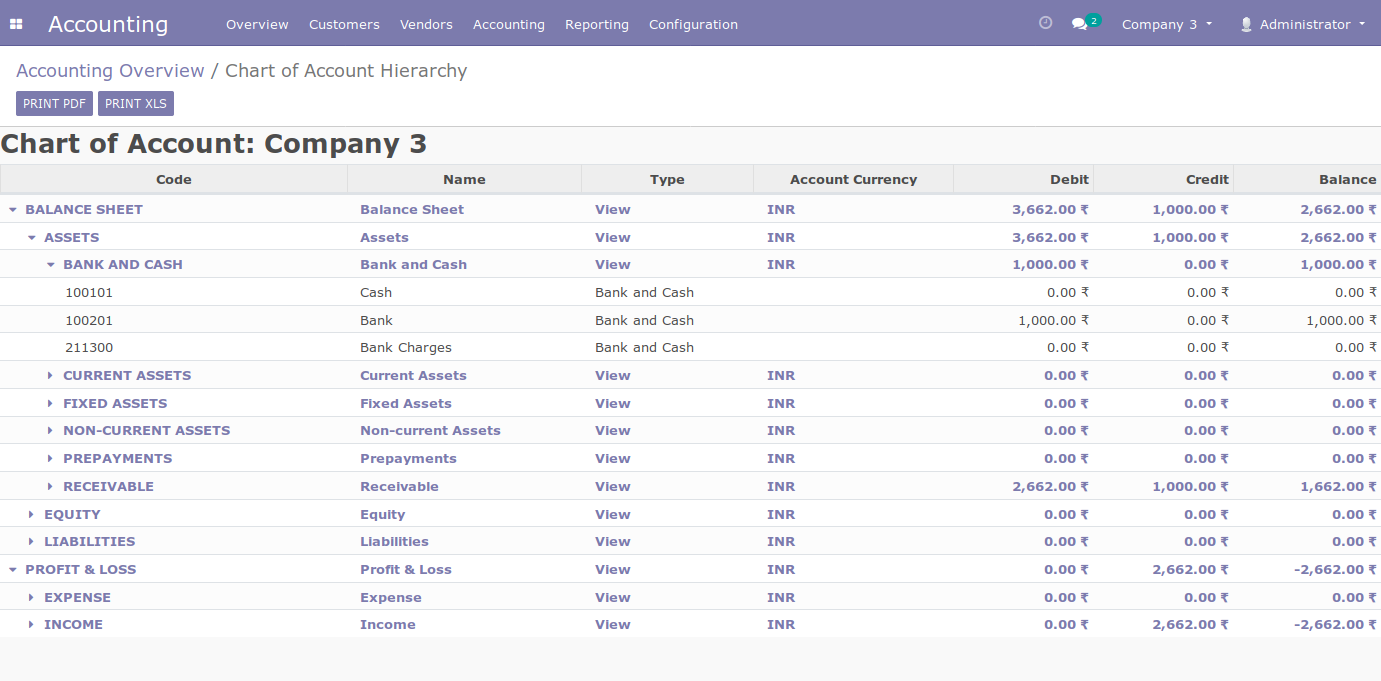 Accounting Overview Customers Vendors Accounting Reporting Configuration 2 Company 3 Administrator
Accounting Overview / Chart of Account Hierarchy
PRINT PDF PRINT XLS
Chart of Account: Company 3
Code Name Type Account Currency Debit Credit Balance
BALANCE SHEET Balance Sheet View INR 3,662.00 ₹ 1,000.00 ₹ 2,662.00 ₹
ASSETS Assets View INR 3,662.00 ₹ 1,000.00 ₹ 2,662.00 ₹
BANK AND CASH Bank and Cash View INR 1,000.00 ₹ 0.00 ₹ 1,000.00 ₹
100101 Cash Bank and Cash 0.00 ₹ 0.00 ₹ 0.00 ₹
100201 Bank Bank and Cash 1,000.00 ₹ 0.00 ₹ 1,000.00 ₹
211300 Bank Charges Bank and Cash 0.00 ₹ 0.00 ₹ 0.00 ₹
CURRENT ASSETS Current Assets View INR 0.00 ₹ 0.00 ₹ 0.00 ₹
FIXED ASSETS Fixed Assets View INR 0.00 ₹ 0.00 ₹ 0.00 ₹
NON-CURRENT ASSETS Non-current Assets View INR 0.00 ₹ 0.00 ₹ 0.00 ₹
PREPAYMENTS Prepayments View INR 0.00 ₹ 0.00 ₹ 0.00 ₹
RECEIVABLE Receivable View INR 2,662.00 ₹ 1,000.00 ₹ 1,662.00 ₹
EQUITY Equity View INR 0.00 ₹ 0.00 ₹ 0.00 ₹
LIABILITIES Liabilities View INR 0.00 ₹ 0.00 ₹ 0.00 ₹
PROFIT & LOSS Profit & Loss View INR 0.00 ₹ 2,662.00 ₹ -2,662.00 ₹
EXPENSE Expense View INR 0.00 ₹ 0.00 ₹ 0.00 ₹
INCOME Income View INR 0.00 ₹ 2,662.00 ₹ -2,662.00 ₹